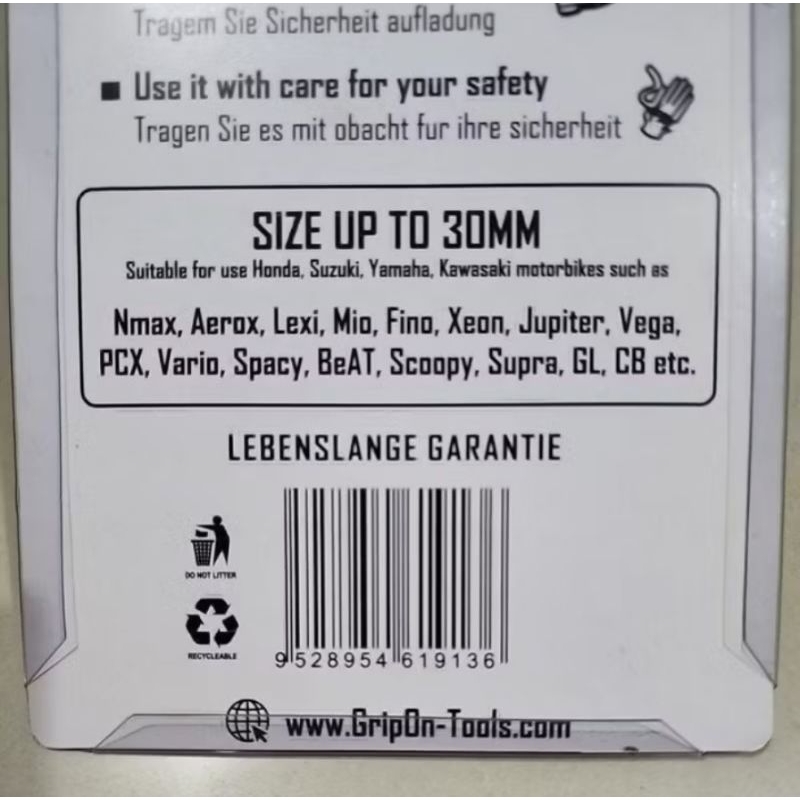 Tragem Sie Sicherheit aufladung
■ Use it with care for your safety
Tragen Sie es mit obacht fur ihre sicherheit
SIZE UP TO 30MM
Suitable for use Honda, Suzuki, Yamaha, Kawasaki motorbikes such as
Nmax, Aerox, Lexi, Mio, Fino, Xeon, Jupiter, Vega,
PCX, Vario, Spacy, BeAT, Scoopy, Supra, GL, CB etc.
LEBENSLANGE GARANTIE
DO NOT LITTER
RECYCLEABLE
9 528954 619136
www.GripOn-Tools.com